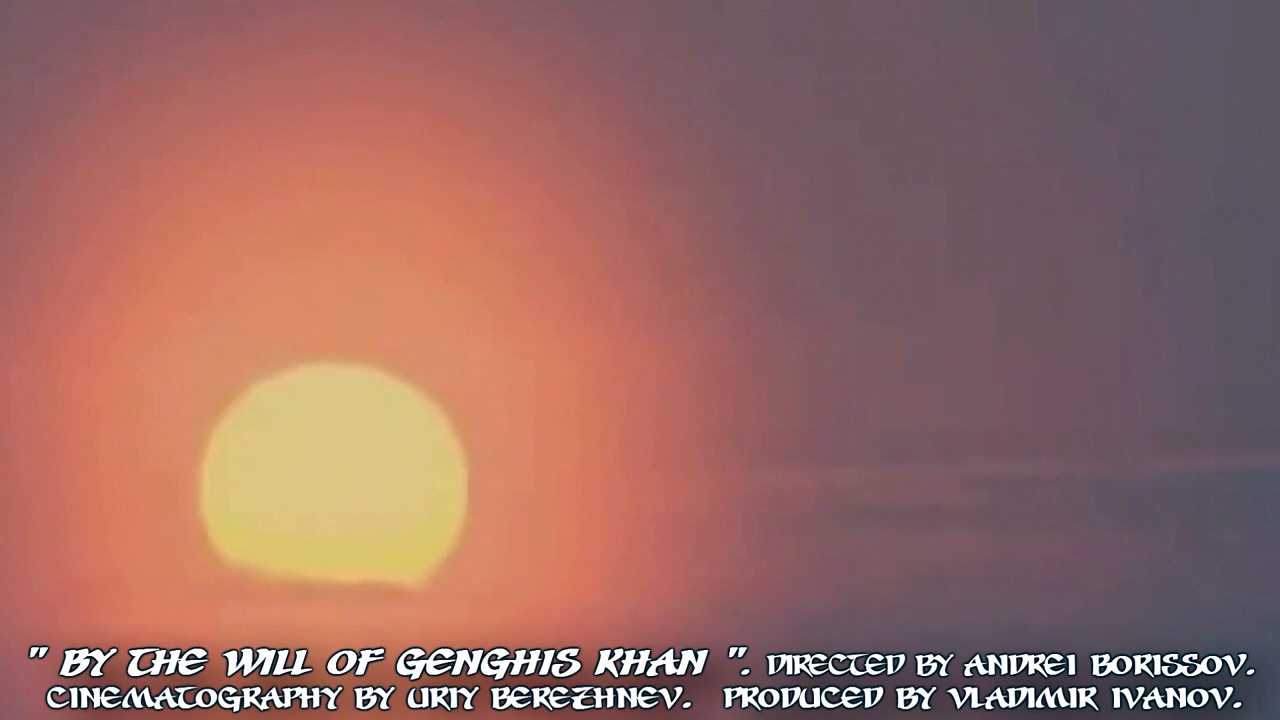 " BY THE WILL OF GENGHIS KHAN ". DIRECTED BY ANDREI BORISSOV.
CINEMATOGRAPHY BY URIY BEREZHNEV. PRODUCED BY VLADIMIR IVANOV.